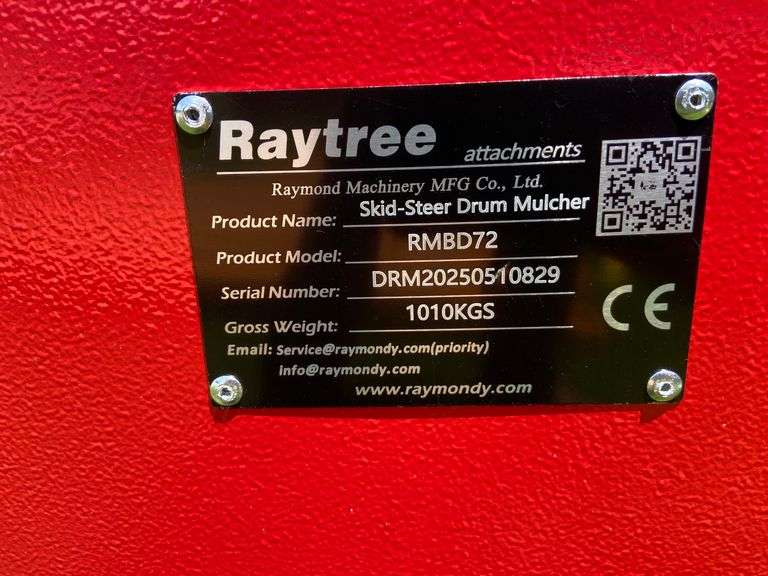 Raytree attachments
Raymond Machinery MFG Co., Ltd.
Product Name: Skid-Steer Drum Mulcher
Product Model: RMBD72
Serial Number: DRM20250510829
Gross Weight: 1010KGS
Email: Service@raymondy.com(priority)
info@raymondy.com
www.raymondy.com
CE